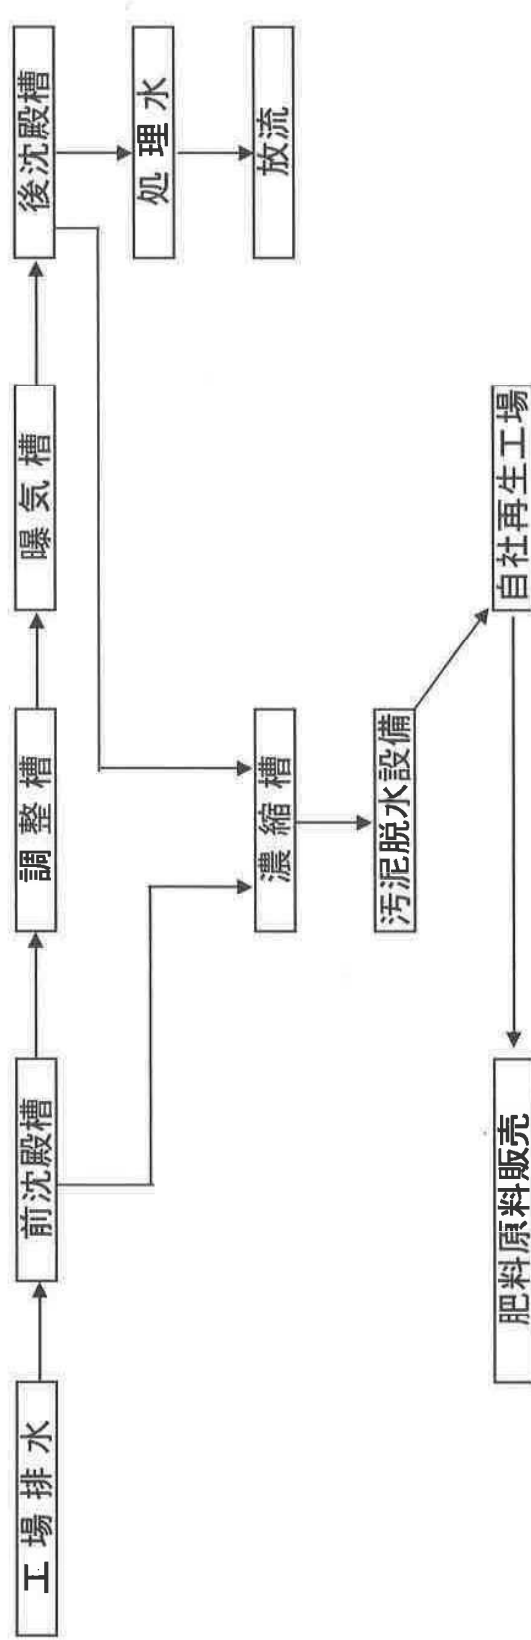 工場排水
前沈殿槽
調整槽
曝気槽
後沈殿槽
処理水
放流
濃縮槽
汚泥脱水設備
自社再生工場
肥料原料販売